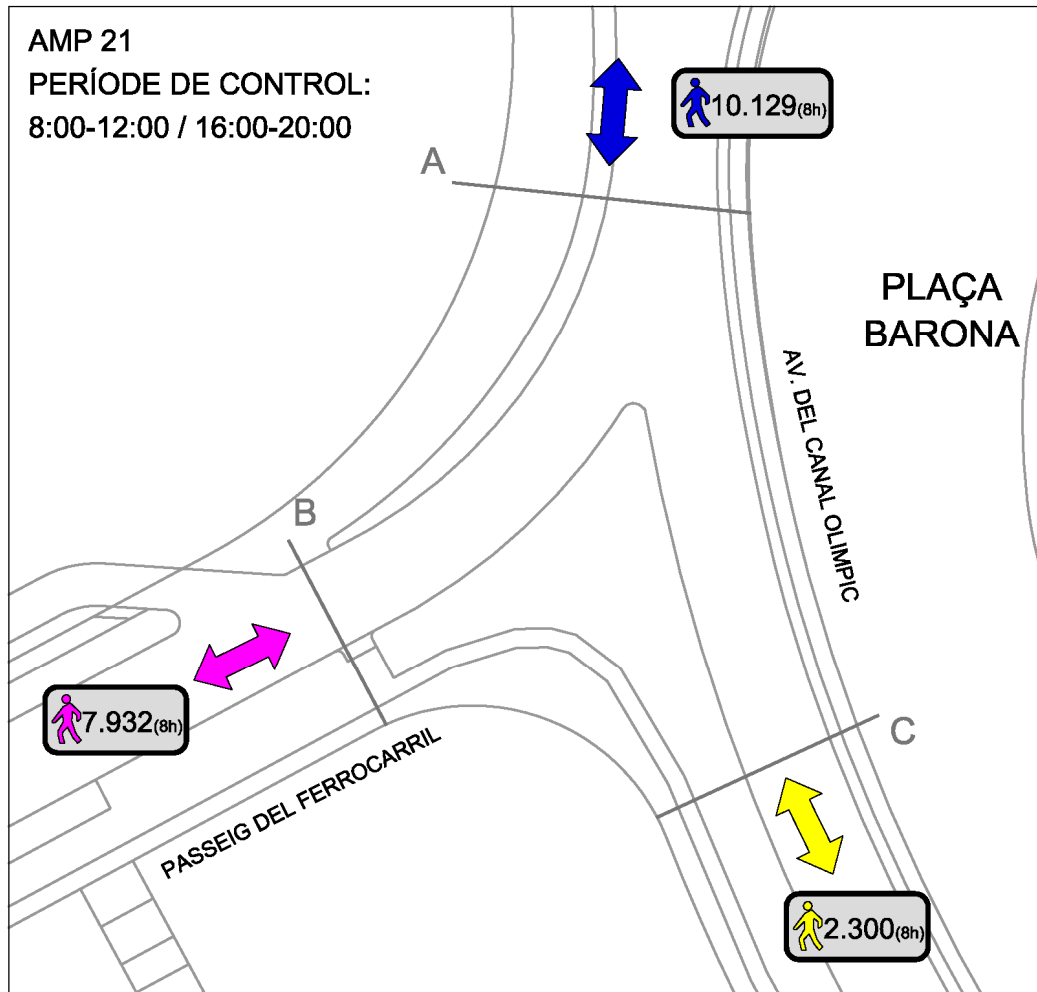 AMP 21
PERÍODE DE CONTROL:
8:00-12:00 / 16:00-20:00
10.129(8h)
A
PLAÇA
BARONA
AV. DEL CANAL OLIMPIC
B
7.932(8h)
C
PASSEIG DEL FERROCARRIL
2.300(8h)